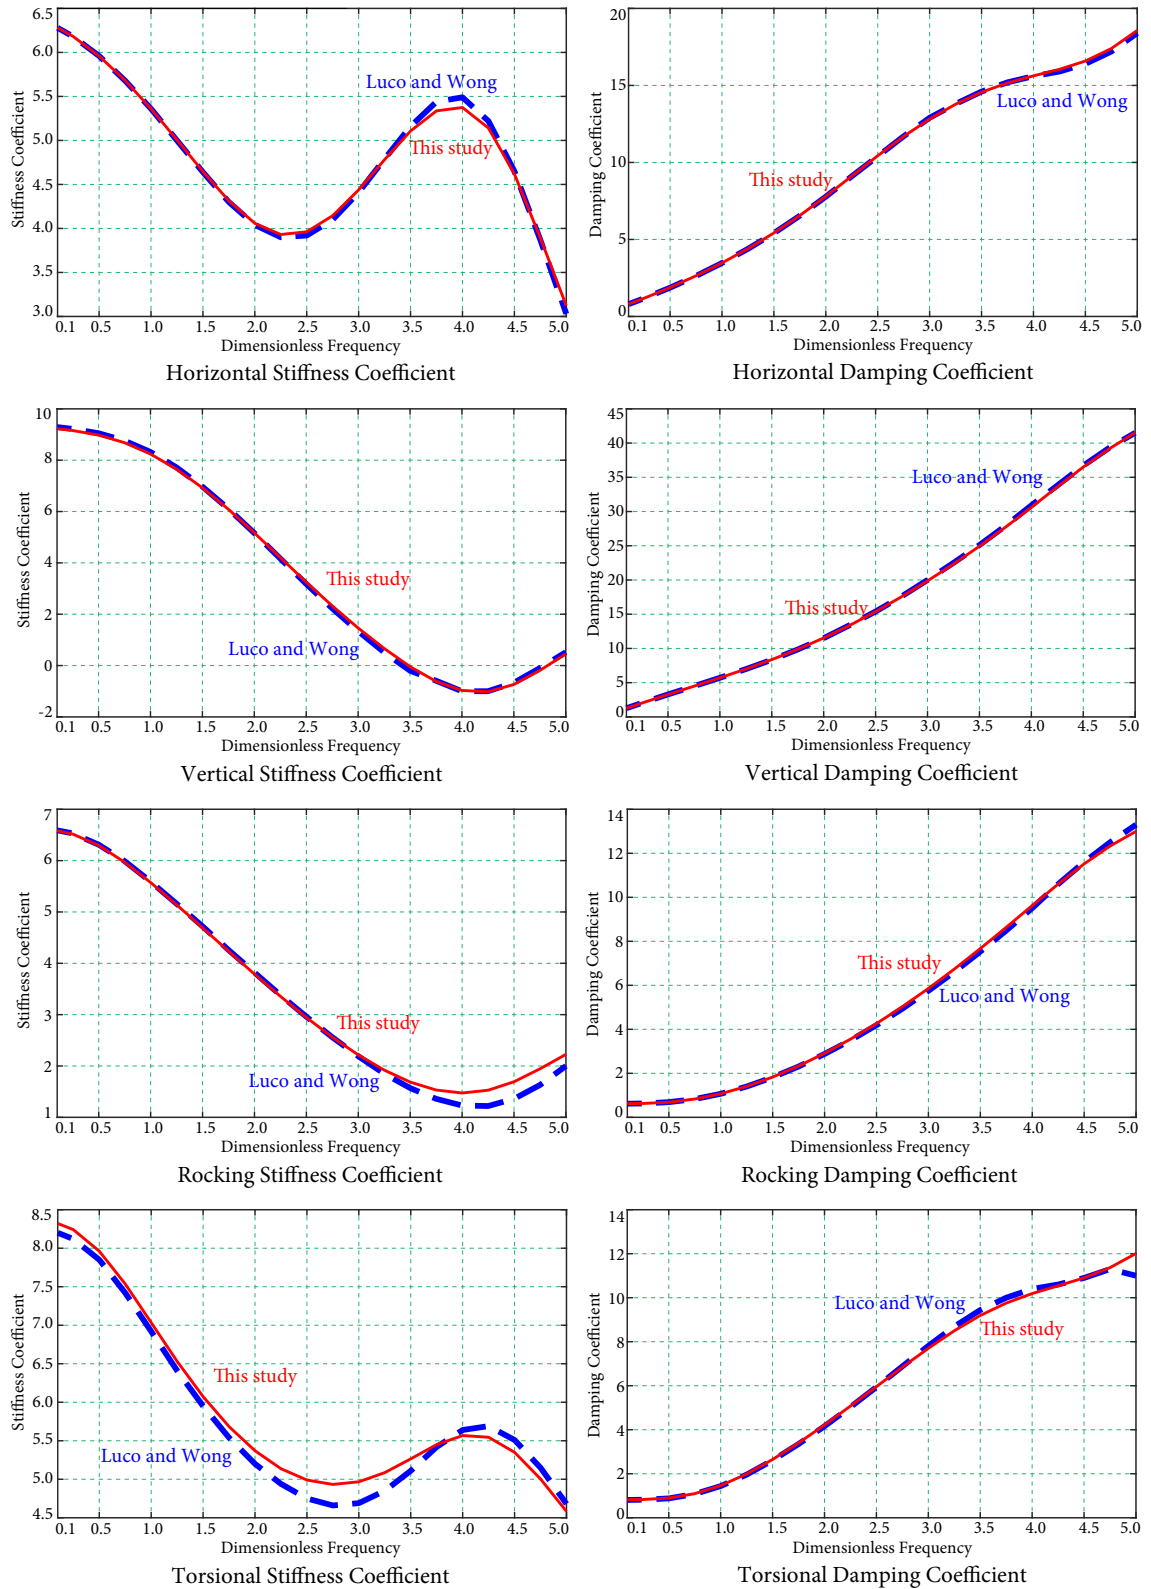 Stiffness Coefficient
6.5
6.0
5.5
5.0
4.5
4.0
3.5
3.0
Luco and Wong
This study
0.1 0.5 1.0 1.5 2.0 2.5 3.0 3.5 4.0 4.5 5.0
Dimensionless Frequency
Horizontal Stiffness Coefficient
Damping Coefficient
20
15
10
5
0
Luco and Wong
This study
0.1 0.5 1.0 1.5 2.0 2.5 3.0 3.5 4.0 4.5 5.0
Dimensionless Frequency
Horizontal Damping Coefficient
Stiffness Coefficient
10
8
6
4
2
0
-2
This study
Luco and Wong
0.1 0.5 1.0 1.5 2.0 2.5 3.0 3.5 4.0 4.5 5.0
Dimensionless Frequency
Vertical Stiffness Coefficient
Damping Coefficient
45
40
35
30
25
20
15
10
5
0
Luco and Wong
This study
0.1 0.5 1.0 1.5 2.0 2.5 3.0 3.5 4.0 4.5 5.0
Dimensionless Frequency
Vertical Damping Coefficient
Stiffness Coefficient
7
6
5
4
3
2
1
This study
Luco and Wong
0.1 0.5 1.0 1.5 2.0 2.5 3.0 3.5 4.0 4.5 5.0
Dimensionless Frequency
Rocking Stiffness Coefficient
Damping Coefficient
14
12
10
8
6
4
2
0
This study
Luco and Wong
0.1 0.5 1.0 1.5 2.0 2.5 3.0 3.5 4.0 4.5 5.0
Dimensionless Frequency
Rocking Damping Coefficient
Stiffness Coefficient
8.5
8.0
7.5
7.0
6.5
6.0
5.5
5.0
4.5
This study
Luco and Wong
0.1 0.5 1.0 1.5 2.0 2.5 3.0 3.5 4.0 4.5 5.0
Dimensionless Frequency
Torsional Stiffness Coefficient
Damping Coefficient
14
12
10
8
6
4
2
0
Luco and Wong
This study
0.1 0.5 1.0 1.5 2.0 2.5 3.0 3.5 4.0 4.5 5.0
Dimensionless Frequency
Torsional Damping Coefficient